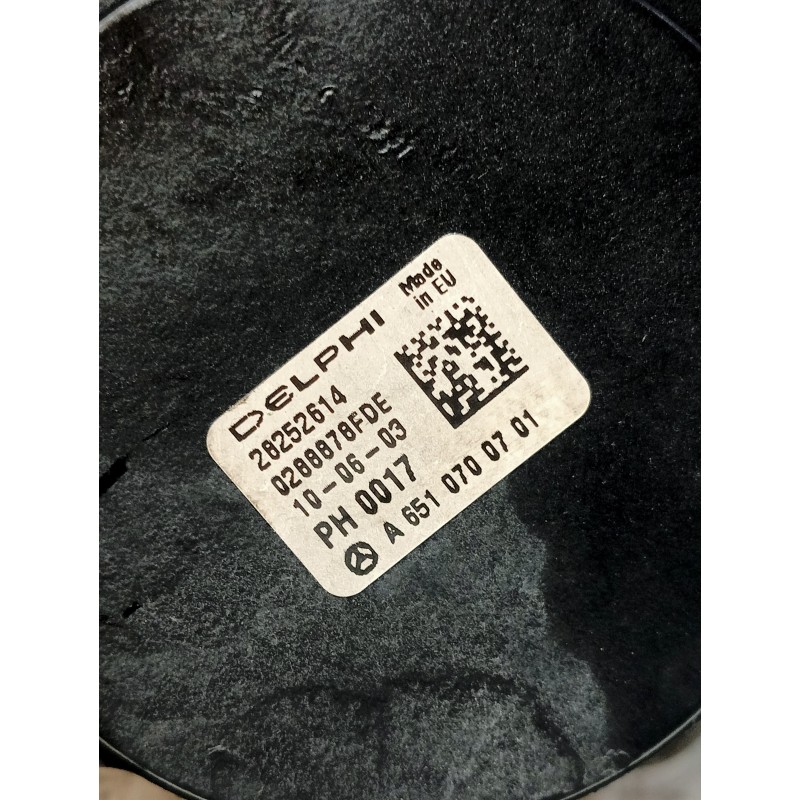 Made
in EU
DELPHI
28252614
0288878FDE
10-06-03
PH 0017
A 651 070 07 01